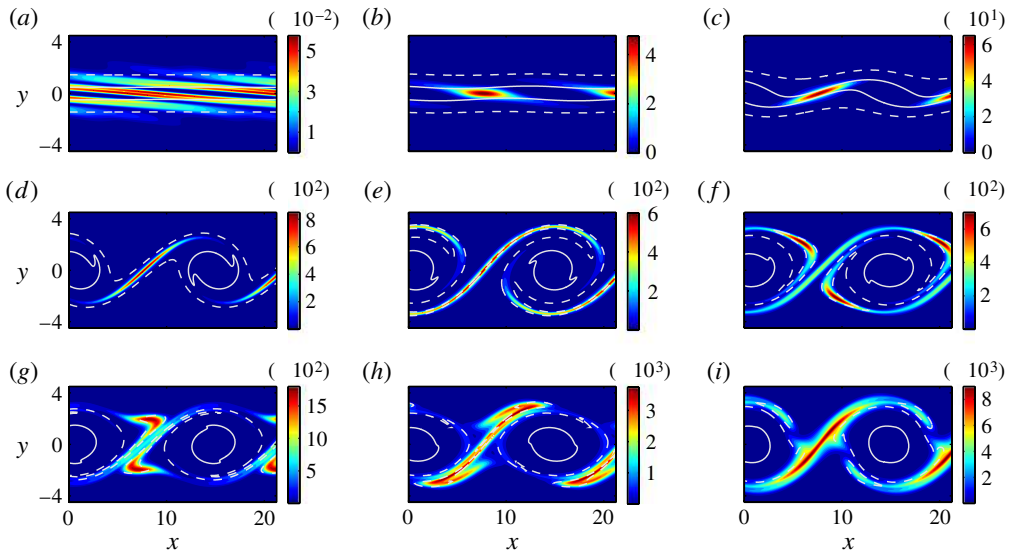 (a) ( 10−2) (b) (c) ( 101)
4 5 4 6
y 0 3 2 4
1 2
−4 0 0
(d) ( 102) (e) ( 102) (f) ( 102)
4 8 6
y 0 6 4 6
4 4
2 2 2
−4
(g) ( 102) (h) ( 103) (i) ( 103)
4 15 3 8
y 0 10 2 6
5 1 4
−4 0 2
0 10 20 0 10 20 0 10 20
x x x